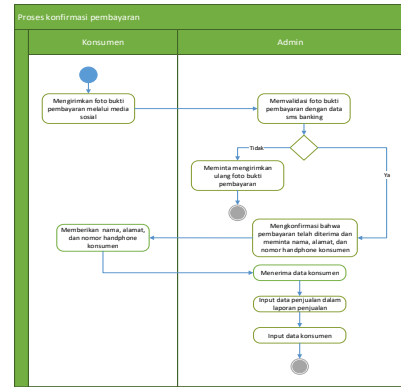 Proses konfirmasi pembayaran
Konsumen
Admin
Mengirimkan foto bukti
pembayaran melalui media
sosial
Memvalidasi foto bukti
pembayaran dengan data
sms banking
Tidak
Ya
Meminta mengirimkan
ulang foto bukti
pembayaran
Memberikan nama, alamat,
dan nomor handphone
konsumen
Mengkonfirmasi bahwa
pembayaran telah diterima dan
meminta nama, alamat, dan
nomor handphone konsumen
Menerima data konsumen
Input data penjualan dalam
laporan penjualan
Input data konsumen